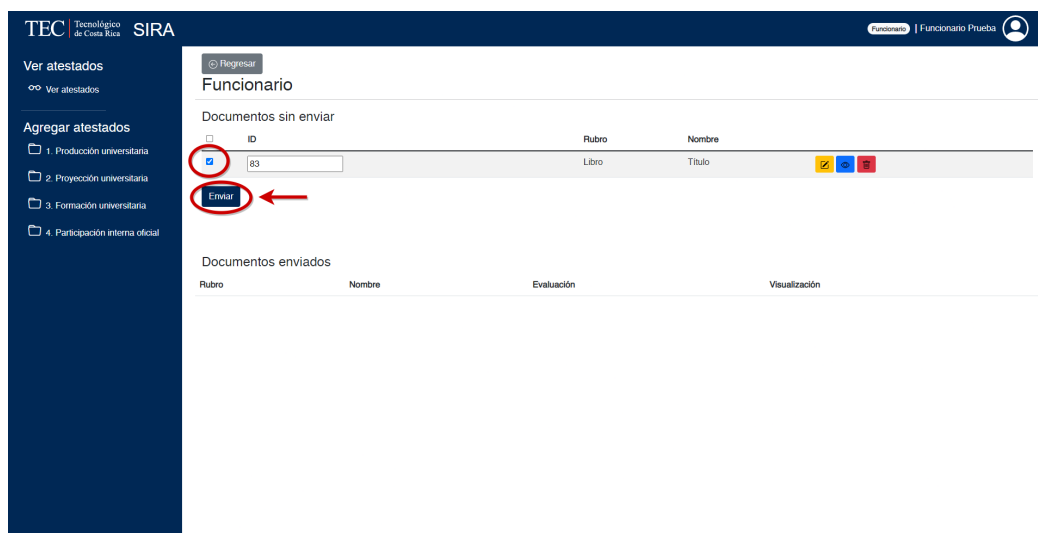 TEC Tecnológico de Costa Rica SIRA
Funcionario | Funcionario Prueba
Ver atestados
Ver atestados
Agregar atestados
1. Producción universitaria
2. Proyección universitaria
3. Formación universitaria
4. Participación interna oficial
Regresar
Funcionario
Documentos sin enviar
ID Rubro Nombre
83 Libro Título
Enviar
Documentos enviados
Rubro Nombre Evaluación Visualización